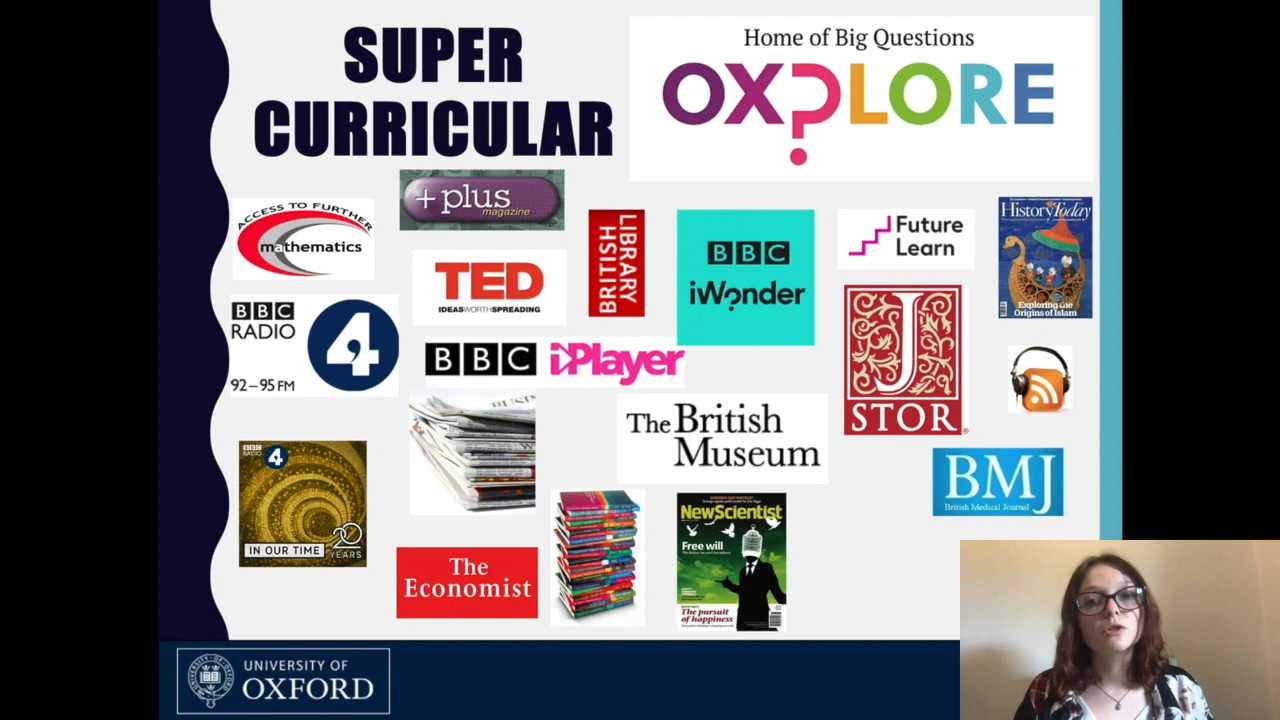 SUPER
CURRICULAR
Home of Big Questions
OXPLORE
+plus
magazine
ACCESS TO FURTHER
mathematics
BBC
RADIO
4
92–95 FM
TED
IDEAS WORTH SPREADING
BRITISH
LIBRARY
BBC
iWonder
Future
Learn
History Today
Exploring the
Origins of Islam
BBC iPlayer
JSTOR
The British
Museum
BBC
RADIO
4
IN OUR TIME
20
YEARS
BMJ
British Medical Journal
The
Economist
NewScientist
Free will
The pursuit
of happiness
UNIVERSITY OF
OXFORD